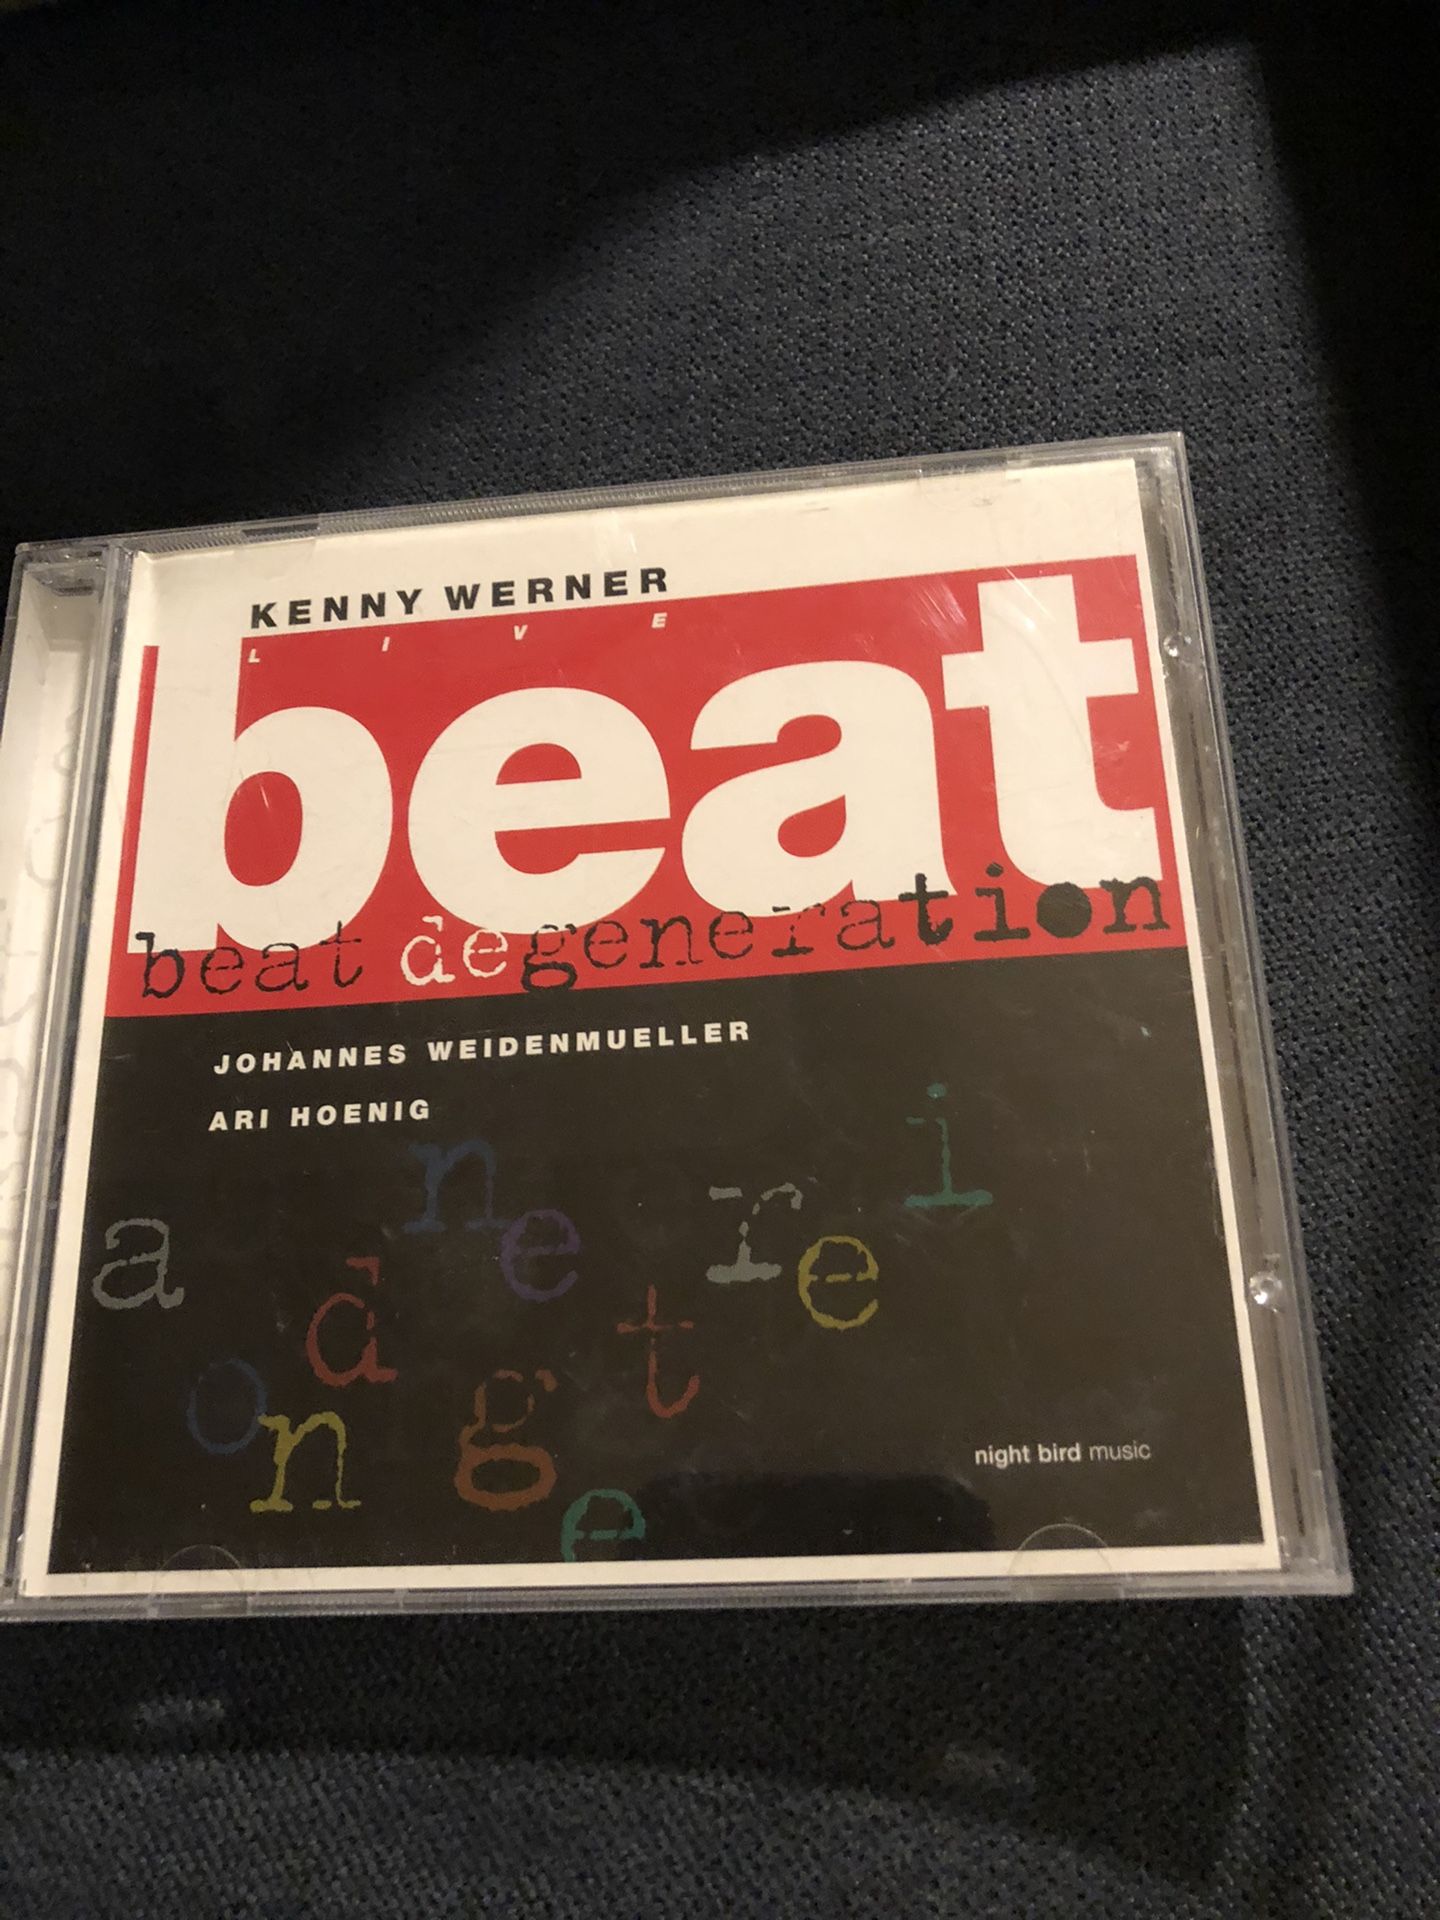 KENNY WERNER
LIVE
beat
beat degeneration
JOHANNES WEIDENMUELLER
ARI HOENIG
i
n
r
a
e
e
d
t
o
n
g
e
night bird music